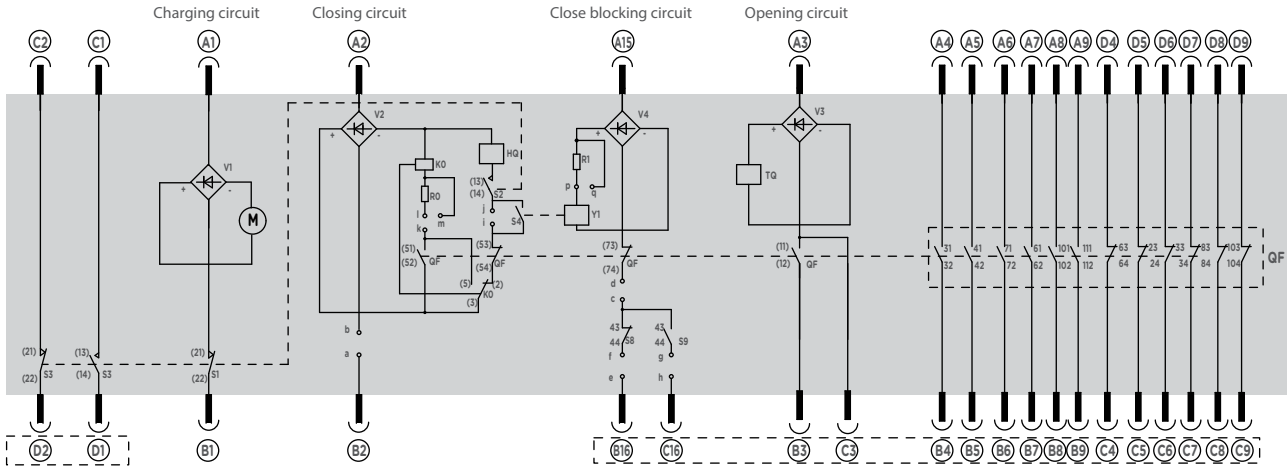 Charging circuit Closing circuit Close blocking circuit Opening circuit
C2 C1 A1 A2 A15 A3 A4 A5 A6 A7 A8 A9 D4 D5 D6 D7 D8 D9
V2 V4 V3
+ - + - + -
HQ
K0 R1
V1 (13) TQ
+ - R0 (14) S2 p q
M l m j i S4 Y1
k
(51) (53) (73) (11) 31 41 71 61 101 111 63 23 33 83 103
(52) QF QF QF (12) QF 32 42 72 62 102 112 64 24 34 84 104 QF
(54) (74)
(5) (2) d
K0
(3) c
b 43 43
44 S8 44 S9
(21) (13) (21) a f g
(22) S3 (14) S3 (22) S1 e h
D2 D1 B1 B2 B16 C16 B3 C3 B4 B5 B6 B7 B8 B9 C4 C5 C6 C7 C8 C9